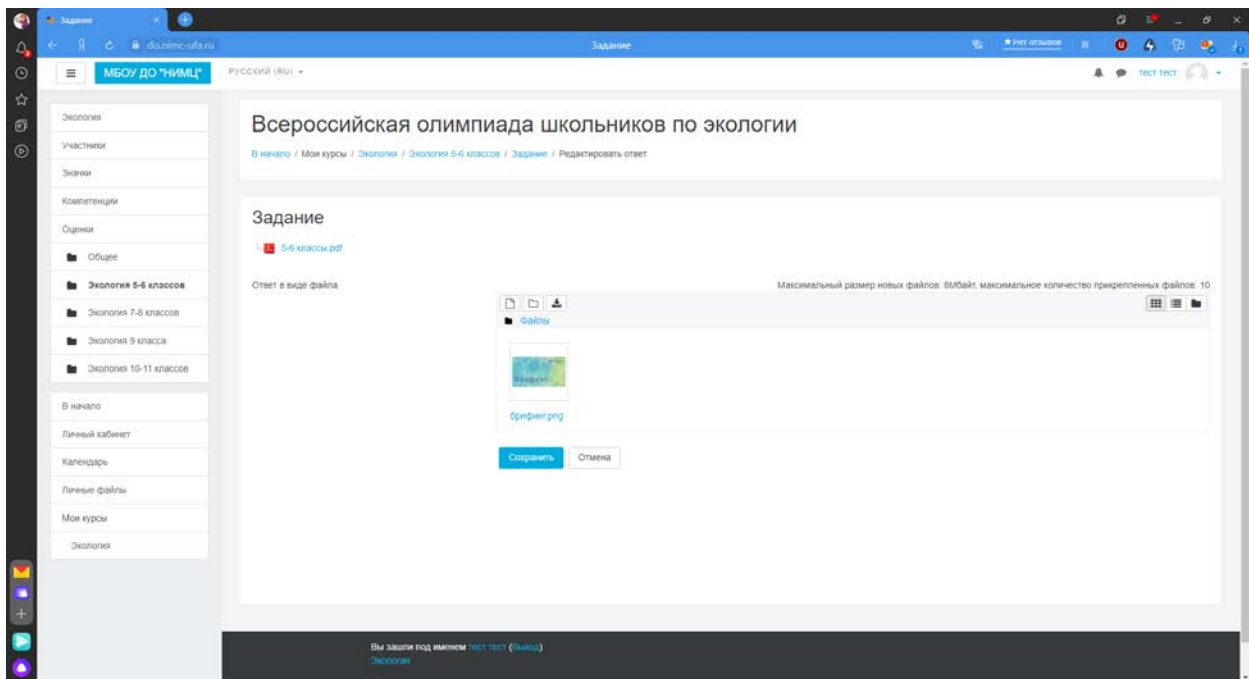 Задание
do.nimc-ufa.ru
Задание
Нет отзывов
МБОУ ДО "НИМЦ"
РУССКИЙ (RU)
тест тест
Экология
Участники
Значки
Компетенции
Оценки
Общее
Экология 5-6 классов
Экология 7-8 классов
Экология 9 класса
Экология 10-11 классов
В начало
Личный кабинет
Календарь
Личные файлы
Мои курсы
Экология
Всероссийская олимпиада школьников по экологии
В начало / Мои курсы / Экология / Экология 5-6 классов / Задание / Редактировать ответ
Задание
5-6 классы.pdf
Ответ в виде файла
Максимальный размер новых файлов: 8Мбайт, максимальное количество прикрепленных файлов: 10
Файлы
брифинг.png
Сохранить
Отмена
Вы зашли под именем тест тест (Выход)
Экология